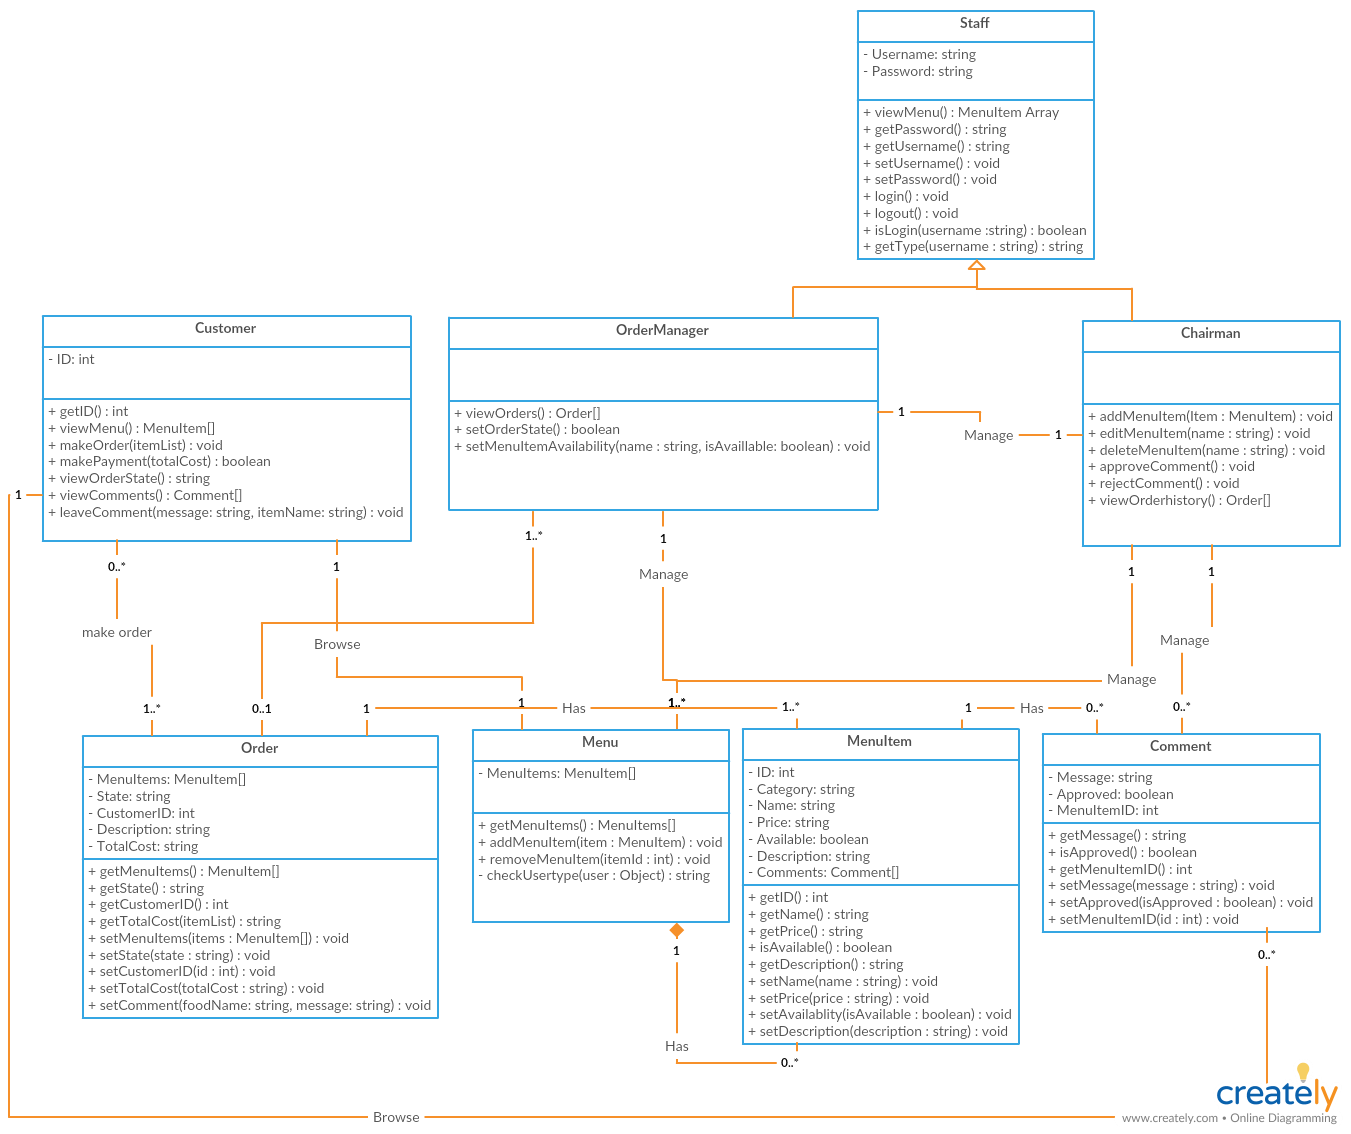 Staff
- Username: string
- Password: string
+ viewMenu() : MenuItem Array
+ getPassword() : string
+ getUsername() : string
+ setUsername() : void
+ setPassword() : void
+ login() : void
+ logout() : void
+ isLogin(username :string) : boolean
+ getType(username : string) : string
Customer
- ID: int
+ getID() : int
+ viewMenu() : MenuItem[]
+ makeOrder(itemList) : void
+ makePayment(totalCost) : boolean
+ viewOrderState() : string
+ viewComments() : Comment[]
+ leaveComment(message: string, itemName: string) : void
OrderManager
+ viewOrders() : Order[]
+ setOrderState() : boolean
+ setMenuItemAvailability(name : string, isAvaillable: boolean) : void
Chairman
+ addMenuItem(Item : MenuItem) : void
+ editMenuItem(name : string) : void
+ deleteMenuItem(name : string) : void
+ approveComment() : void
+ rejectComment() : void
+ viewOrderhistory() : Order[]
1
Manage
1
1
0..*
make order
1..*
1
Browse
1
1..*
0..1
1
Manage
1..*
1
Manage
1
Manage
0..*
1
Has
1..*
1
Has
0..*
Order
- MenuItems: MenuItem[]
- State: string
- CustomerID: int
- Description: string
- TotalCost: string
+ getMenuItems() : MenuItem[]
+ getState() : string
+ getCustomerID() : int
+ getTotalCost(itemList) : string
+ setMenuItems(items : MenuItem[]) : void
+ setState(state : string) : void
+ setCustomerID(id : int) : void
+ setTotalCost(totalCost : string) : void
+ setComment(foodName: string, message: string) : void
Menu
- MenuItems: MenuItem[]
+ getMenuItems() : MenuItems[]
+ addMenuItem(item : MenuItem) : void
+ removeMenuItem(itemId : int) : void
- checkUsertype(user : Object) : string
MenuItem
- ID: int
- Category: string
- Name: string
- Price: string
- Available: boolean
- Description: string
- Comments: Comment[]
+ getID() : int
+ getName() : string
+ getPrice() : string
+ isAvailable() : boolean
+ getDescription() : string
+ setName(name : string) : void
+ setPrice(price : string) : void
+ setAvailablity(isAvailable : boolean) : void
+ setDescription(description : string) : void
Comment
- Message: string
- Approved: boolean
- MenuItemID: int
+ getMessage() : string
+ isApproved() : boolean
+ getMenuItemID() : int
+ setMessage(message : string) : void
+ setApproved(isApproved : boolean) : void
+ setMenuItemID(id : int) : void
1
Has
0..*
0..*
Browse
creately
www.creately.com • Online Diagramming